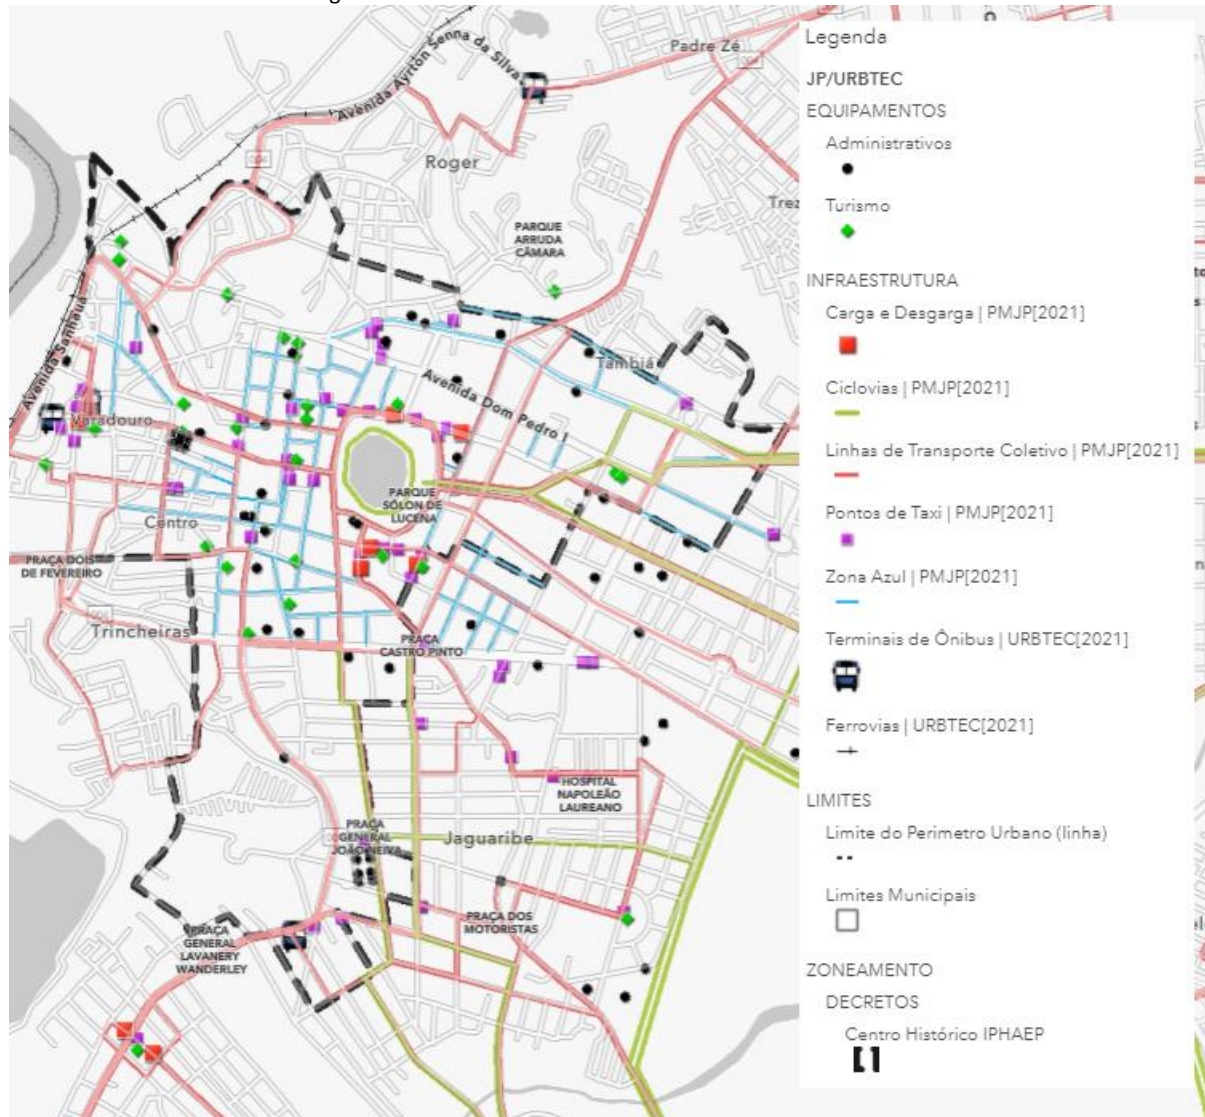 Legenda
JP/URBTEC
EQUIPAMENTOS
Administrativos
Turismo
INFRAESTRUTURA
Carga e Desgarga | PMJP[2021]
Ciclovias | PMJP[2021]
Linhas de Transporte Coletivo | PMJP[2021]
Pontos de Taxi | PMJP[2021]
Zona Azul | PMJP[2021]
Terminais de Ônibus | URBTEC[2021]
Ferrovias | URBTEC[2021]
LIMITES
Limite do Perimetro Urbano (linha)
Limites Municipais
ZONEAMENTO
DECRETOS
Centro Histórico IPHAEP
Padre Zé
Avenida Ayrton Senna da Silva
Roger
Trez
PARQUE
ARRUDA
CÂMARA
Avenida Sanhauá
Tambiá
Avenida Dom Pedro I
Varadouro
PARQUE
SÓLON DE
LUCENA
Centro
PRAÇA DOIS
DE FEVEREIRO
Trincheiras
PRAÇA
CASTRO PINTO
HOSPITAL
NAPOLEÃO
LAUREANO
PRAÇA
GENERAL
JOÃO NEIVA
Jaguaribe
PRAÇA DOS
MOTORISTAS
PRAÇA
GENERAL
LAVANERY
WANDERLEY